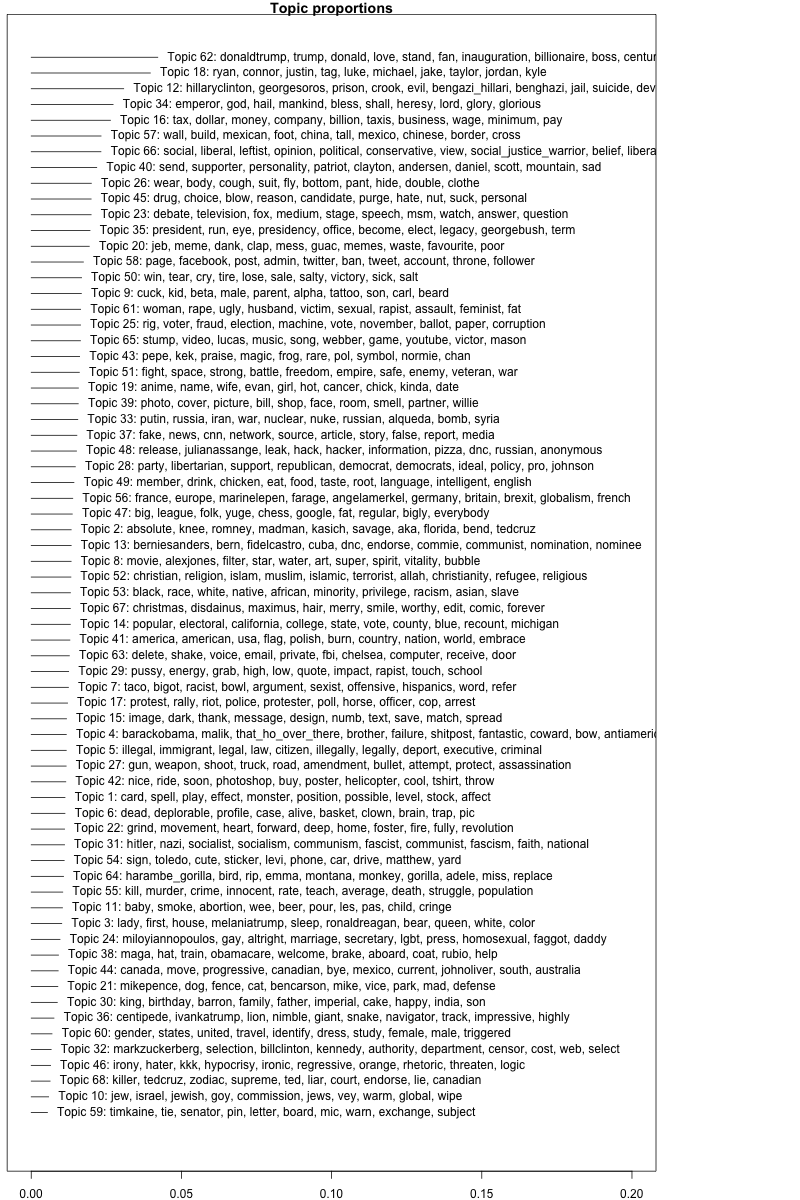 Topic proportions
Topic 62: donaldtrump, trump, donald, love, stand, fan, inauguration, billionaire, boss, centur
Topic 18: ryan, connor, justin, tag, luke, michael, jake, taylor, jordan, kyle
Topic 12: hillaryclinton, georgesoros, prison, crook, evil, bengazi_hillari, benghazi, jail, suicide, dev
Topic 34: emperor, god, hail, mankind, bless, shall, heresy, lord, glory, glorious
Topic 16: tax, dollar, money, company, billion, taxis, business, wage, minimum, pay
Topic 57: wall, build, mexican, foot, china, tall, mexico, chinese, border, cross
Topic 66: social, liberal, leftist, opinion, political, conservative, view, social_justice_warrior, belief, libera
Topic 40: send, supporter, personality, patriot, clayton, andersen, daniel, scott, mountain, sad
Topic 26: wear, body, cough, suit, fly, bottom, pant, hide, double, clothe
Topic 45: drug, choice, blow, reason, candidate, purge, hate, nut, suck, personal
Topic 23: debate, television, fox, medium, stage, speech, msm, watch, answer, question
Topic 35: president, run, eye, presidency, office, become, elect, legacy, georgebush, term
Topic 20: jeb, meme, dank, clap, mess, guac, memes, waste, favourite, poor
Topic 58: page, facebook, post, admin, twitter, ban, tweet, account, throne, follower
Topic 50: win, tear, cry, tire, lose, sale, salty, victory, sick, salt
Topic 9: cuck, kid, beta, male, parent, alpha, tattoo, son, carl, beard
Topic 61: woman, rape, ugly, husband, victim, sexual, rapist, assault, feminist, fat
Topic 25: rig, voter, fraud, election, machine, vote, november, ballot, paper, corruption
Topic 65: stump, video, lucas, music, song, webber, game, youtube, victor, mason
Topic 43: pepe, kek, praise, magic, frog, rare, pol, symbol, normie, chan
Topic 51: fight, space, strong, battle, freedom, empire, safe, enemy, veteran, war
Topic 19: anime, name, wife, evan, girl, hot, cancer, chick, kinda, date
Topic 39: photo, cover, picture, bill, shop, face, room, smell, partner, willie
Topic 33: putin, russia, iran, war, nuclear, nuke, russian, alqueda, bomb, syria
Topic 37: fake, news, cnn, network, source, article, story, false, report, media
Topic 48: release, julianassange, leak, hack, hacker, information, pizza, dnc, russian, anonymous
Topic 28: party, libertarian, support, republican, democrat, democrats, ideal, policy, pro, johnson
Topic 49: member, drink, chicken, eat, food, taste, root, language, intelligent, english
Topic 56: france, europe, marinelepen, farage, angelamerkel, germany, britain, brexit, globalism, french
Topic 47: big, league, folk, yuge, chess, google, fat, regular, bigly, everybody
Topic 2: absolute, knee, romney, madman, kasich, savage, aka, florida, bend, tedcruz
Topic 13: berniesanders, bern, fidelcastro, cuba, dnc, endorse, commie, communist, nomination, nominee
Topic 8: movie, alexjones, filter, star, water, art, super, spirit, vitality, bubble
Topic 52: christian, religion, islam, muslim, islamic, terrorist, allah, christianity, refugee, religious
Topic 53: black, race, white, native, african, minority, privilege, racism, asian, slave
Topic 67: christmas, disdainus, maximus, hair, merry, smile, worthy, edit, comic, forever
Topic 14: popular, electoral, california, college, state, vote, county, blue, recount, michigan
Topic 41: america, american, usa, flag, polish, burn, country, nation, world, embrace
Topic 63: delete, shake, voice, email, private, fbi, chelsea, computer, receive, door
Topic 29: pussy, energy, grab, high, low, quote, impact, rapist, touch, school
Topic 7: taco, bigot, racist, bowl, argument, sexist, offensive, hispanics, word, refer
Topic 17: protest, rally, riot, police, protester, poll, horse, officer, cop, arrest
Topic 15: image, dark, thank, message, design, numb, text, save, match, spread
Topic 4: barackobama, malik, that_ho_over_there, brother, failure, shitpost, fantastic, coward, bow, antiameric
Topic 5: illegal, immigrant, legal, law, citizen, illegally, legally, deport, executive, criminal
Topic 27: gun, weapon, shoot, truck, road, amendment, bullet, attempt, protect, assassination
Topic 42: nice, ride, soon, photoshop, buy, poster, helicopter, cool, tshirt, throw
Topic 1: card, spell, play, effect, monster, position, possible, level, stock, affect
Topic 6: dead, deplorable, profile, case, alive, basket, clown, brain, trap, pic
Topic 22: grind, movement, heart, forward, deep, home, foster, fire, fully, revolution
Topic 31: hitler, nazi, socialist, socialism, communism, fascist, communist, fascism, faith, national
Topic 54: sign, toledo, cute, sticker, levi, phone, car, drive, matthew, yard
Topic 64: harambe_gorilla, bird, rip, emma, montana, monkey, gorilla, adele, miss, replace
Topic 55: kill, murder, crime, innocent, rate, teach, average, death, struggle, population
Topic 11: baby, smoke, abortion, wee, beer, pour, les, pas, child, cringe
Topic 3: lady, first, house, melaniatrump, sleep, ronaldreagan, bear, queen, white, color
Topic 24: miloyiannopoulos, gay, altright, marriage, secretary, lgbt, press, homosexual, faggot, daddy
Topic 38: maga, hat, train, obamacare, welcome, brake, aboard, coat, rubio, help
Topic 44: canada, move, progressive, canadian, bye, mexico, current, johnoliver, south, australia
Topic 21: mikepence, dog, fence, cat, bencarson, mike, vice, park, mad, defense
Topic 30: king, birthday, barron, family, father, imperial, cake, happy, india, son
Topic 36: centipede, ivankatrump, lion, nimble, giant, snake, navigator, track, impressive, highly
Topic 60: gender, states, united, travel, identify, dress, study, female, male, triggered
Topic 32: markzuckerberg, selection, billclinton, kennedy, authority, department, censor, cost, web, select
Topic 46: irony, hater, kkk, hypocrisy, ironic, regressive, orange, rhetoric, threaten, logic
Topic 68: killer, tedcruz, zodiac, supreme, ted, liar, court, endorse, lie, canadian
Topic 10: jew, israel, jewish, goy, commission, jews, vey, warm, global, wipe
Topic 59: timkaine, tie, senator, pin, letter, board, mic, warn, exchange, subject
0.00 0.05 0.10 0.15 0.20